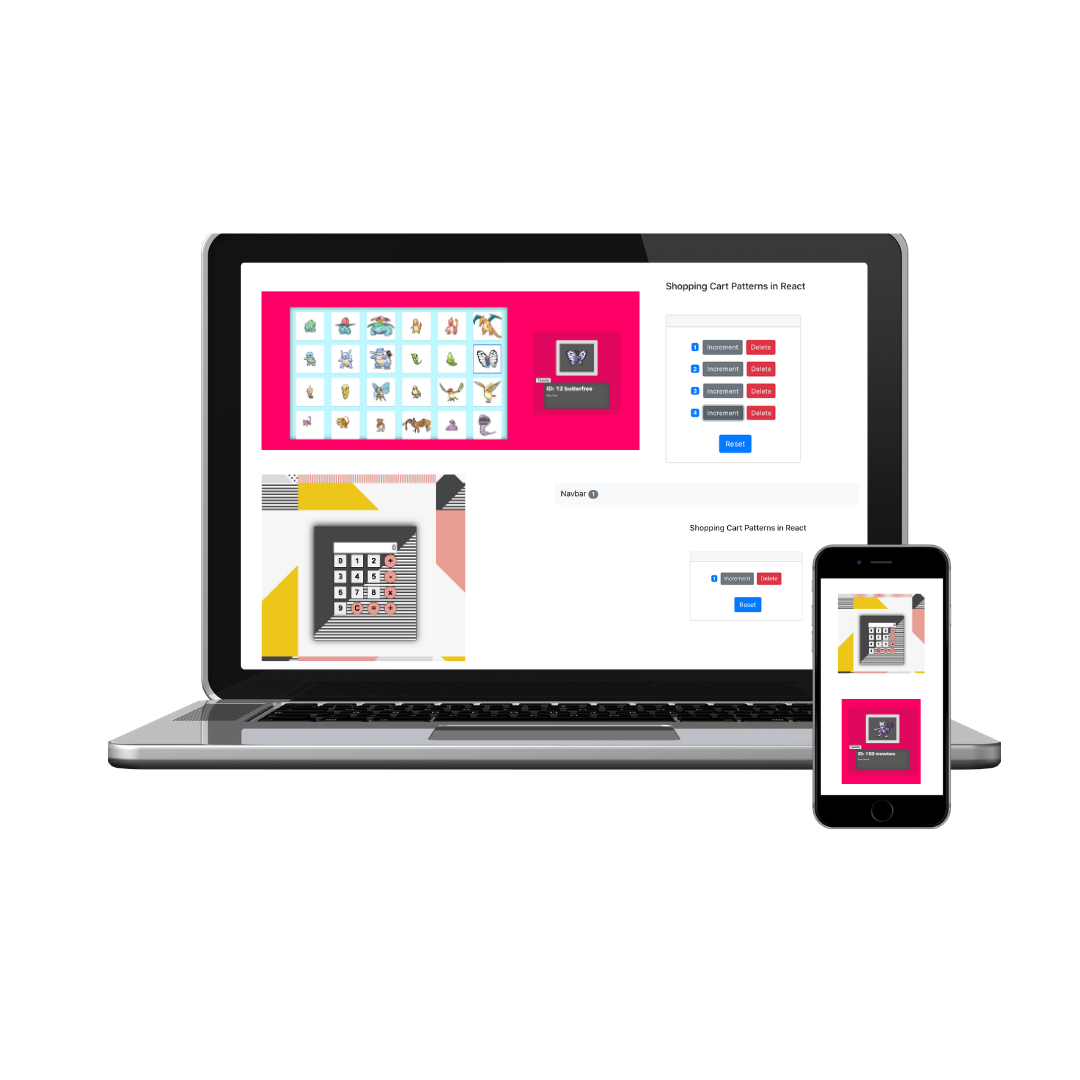 Shopping Cart Patterns in React
1 Increment Delete
2 Increment Delete
3 Increment Delete
4 Increment Delete
Reset
ID: 12 butterfree
Navbar 1
Shopping Cart Patterns in React
1 Increment Delete
Reset
0
0 1 2 +
3 4 5 -
6 7 8 x
9 C = ÷
ID: 150 mewtwo